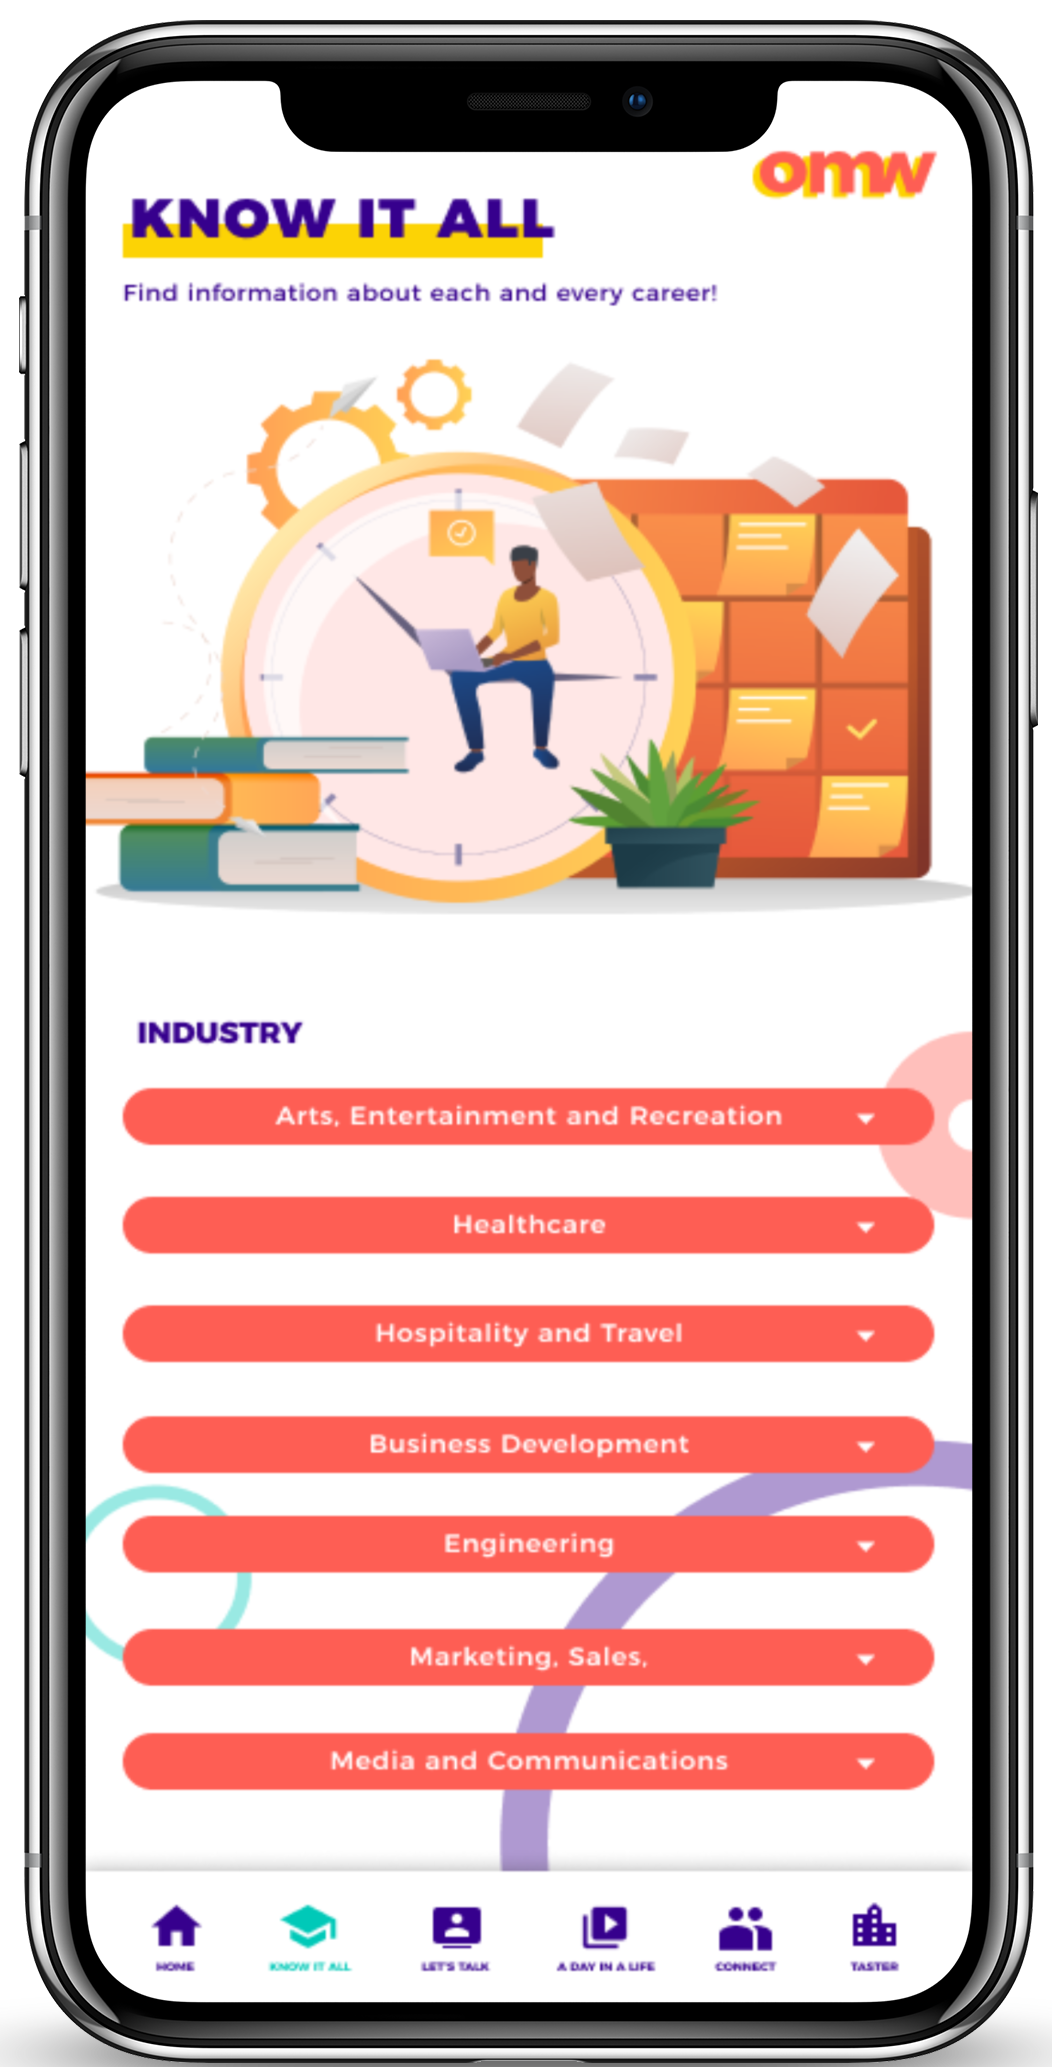 omw
KNOW IT ALL
Find information about each and every career!
INDUSTRY
Arts, Entertainment and Recreation
Healthcare
Hospitality and Travel
Business Development
Engineering
Marketing, Sales,
Media and Communications
HOME
KNOW IT ALL
LET'S TALK
A DAY IN A LIFE
CONNECT
TASTER